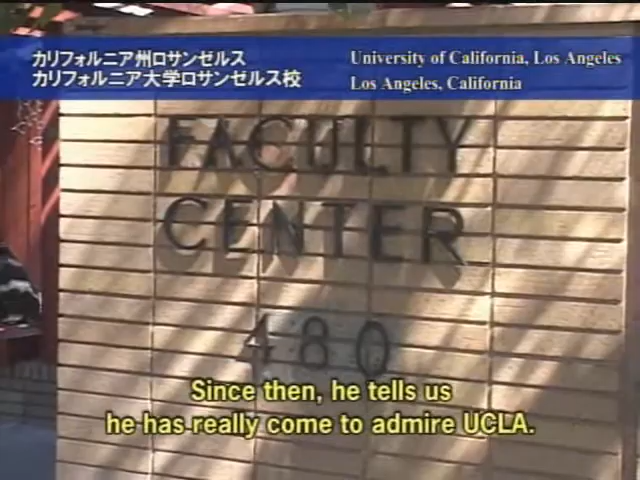 カリフォルニア州ロサンゼルス
カリフォルニア大学ロサンゼルス校
University of California, Los Angeles
Los Angeles, California
FACULTY
CENTER
480
Since then, he tells us
he has really come to admire UCLA.